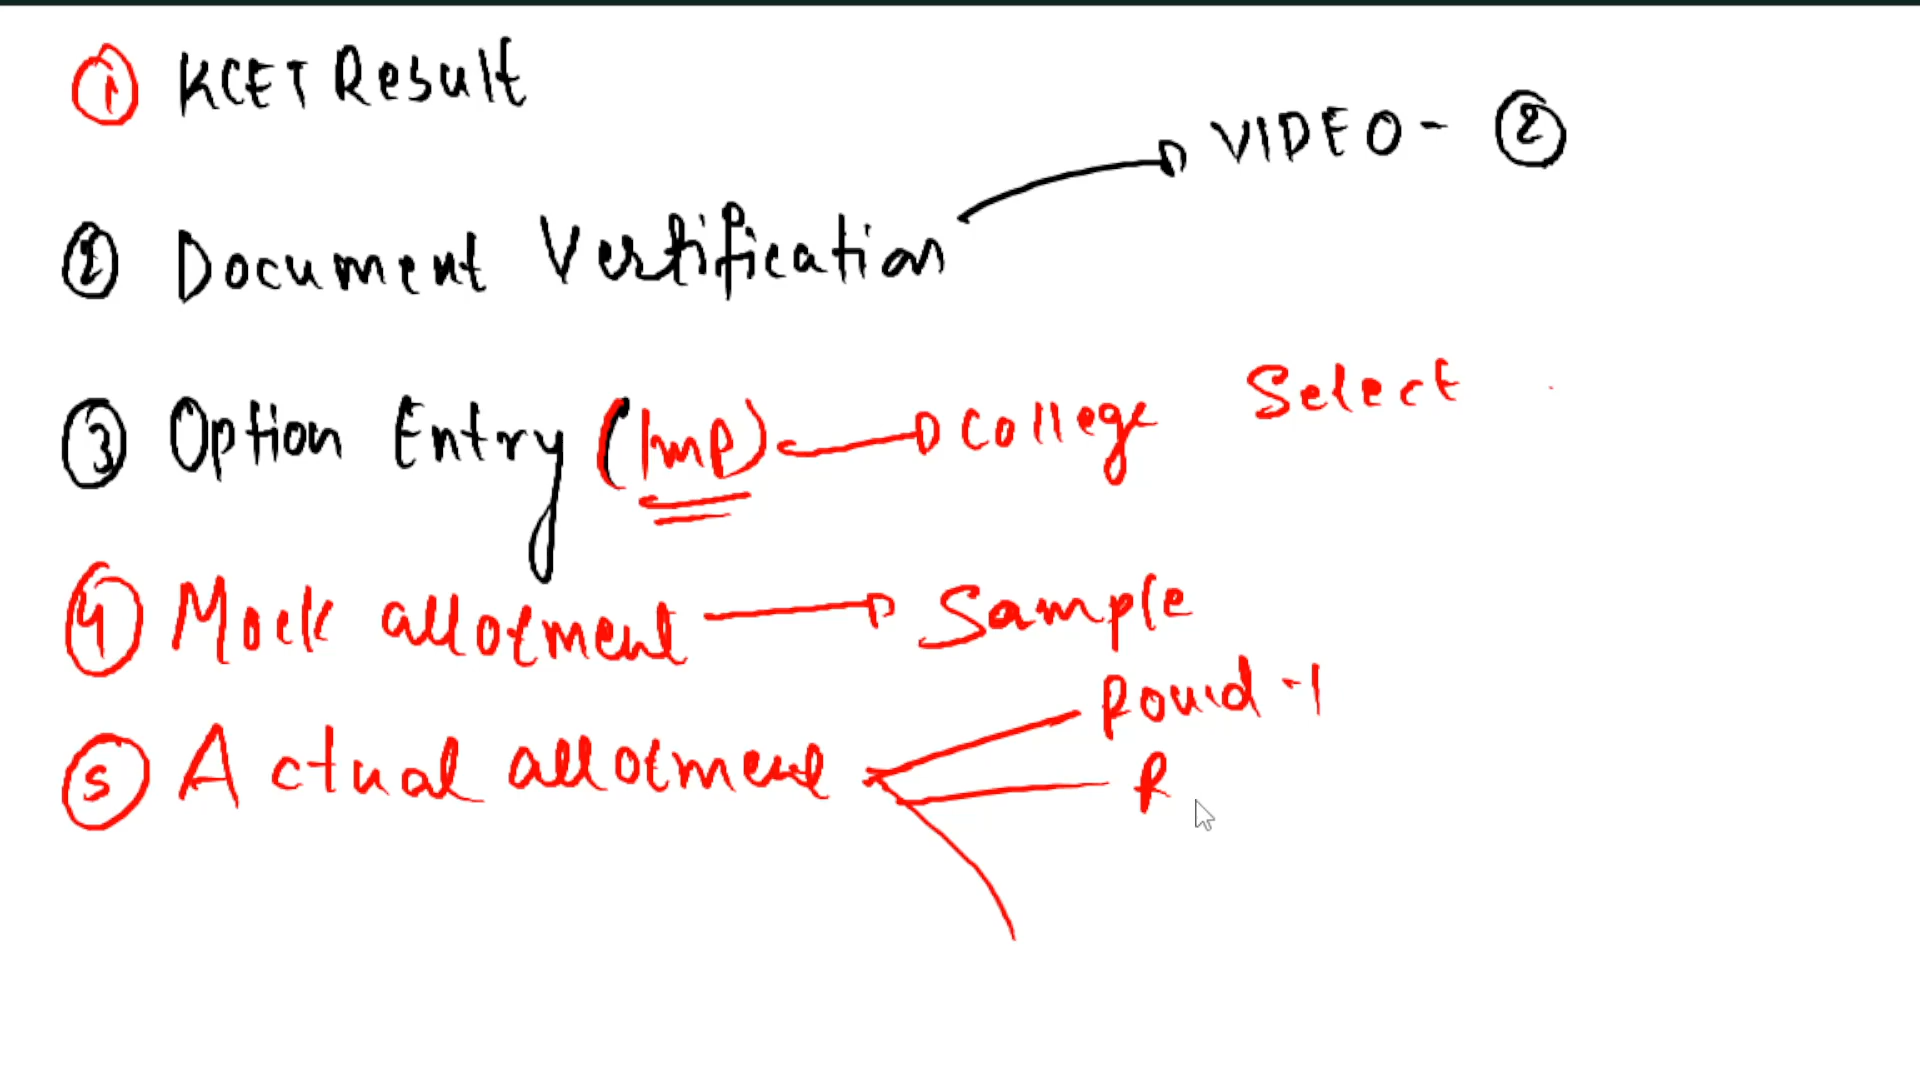 ① KCET Result
VIDEO - ②
② Document Vertification
③ Option Entry (Imp) College Select
④ Mock allotment Sample
Round -1
⑤ Actual allotment
R